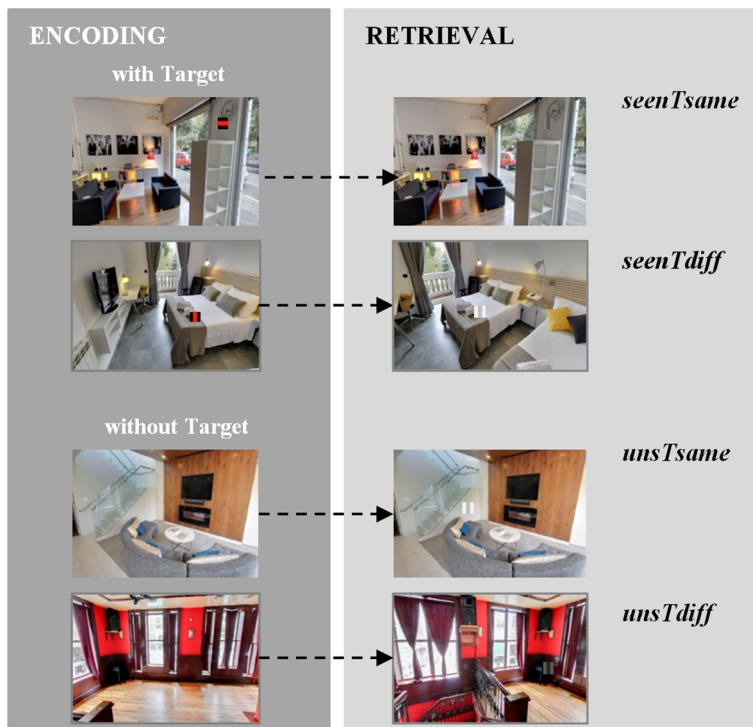 ENCODING
RETRIEVAL
with Target
seenTsame
seenTdiff
without Target
unsTsame
unsTdiff